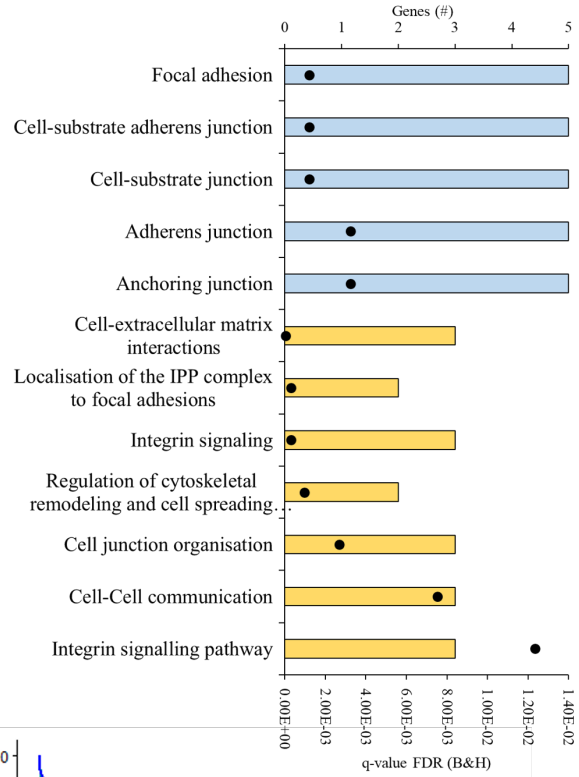 Genes (#)
0 1 2 3 4 5
Focal adhesion
Cell-substrate adherens junction
Cell-substrate junction
Adherens junction
Anchoring junction
Cell-extracellular matrix
interactions
Localisation of the IPP complex
to focal adhesions
Integrin signaling
Regulation of cytoskeletal
remodeling and cell spreading…
Cell junction organisation
Cell-Cell communication
Integrin signalling pathway
0.00E+00
2.00E-03
4.00E-03
6.00E-03
8.00E-03
1.00E-02
1.20E-02
1.40E-02
q-value FDR (B&H)
0